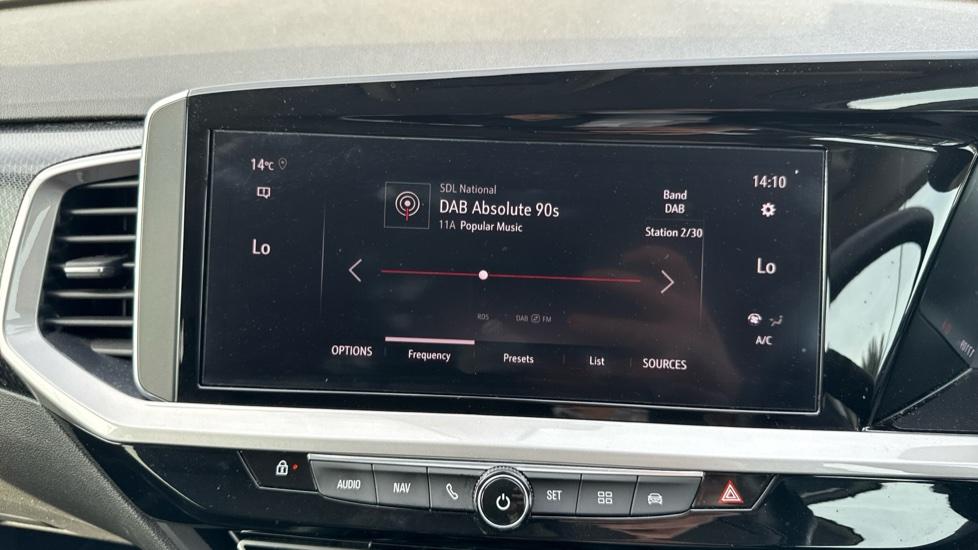 14°C
14:10
SDL National
DAB Absolute 90s
11A Popular Music
Band
DAB
Station 2/30
Lo
Lo
RDS
DAB FM
A/C
OPTIONS
Frequency
Presets
List
SOURCES
AUDIO
NAV
SET